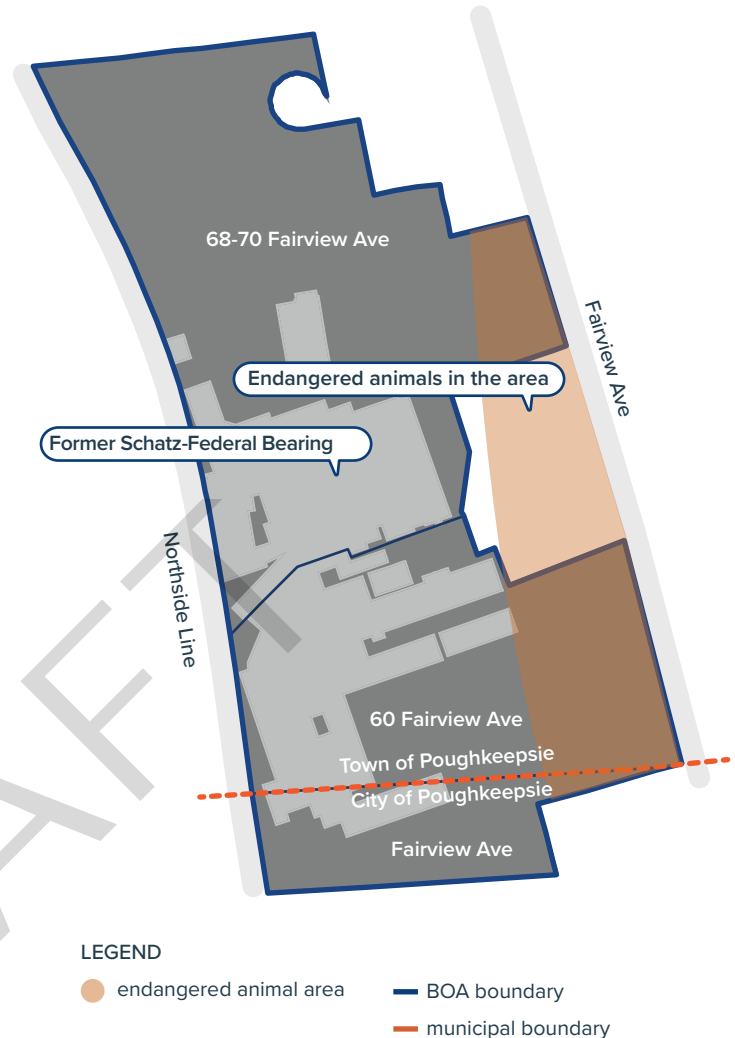 68-70 Fairview Ave
Fairview Ave
Endangered animals in the area
Former Schatz-Federal Bearing
Northside Line
60 Fairview Ave
Town of Poughkeepsie
City of Poughkeepsie
Fairview Ave
LEGEND
endangered animal area
BOA boundary
municipal boundary
AFT